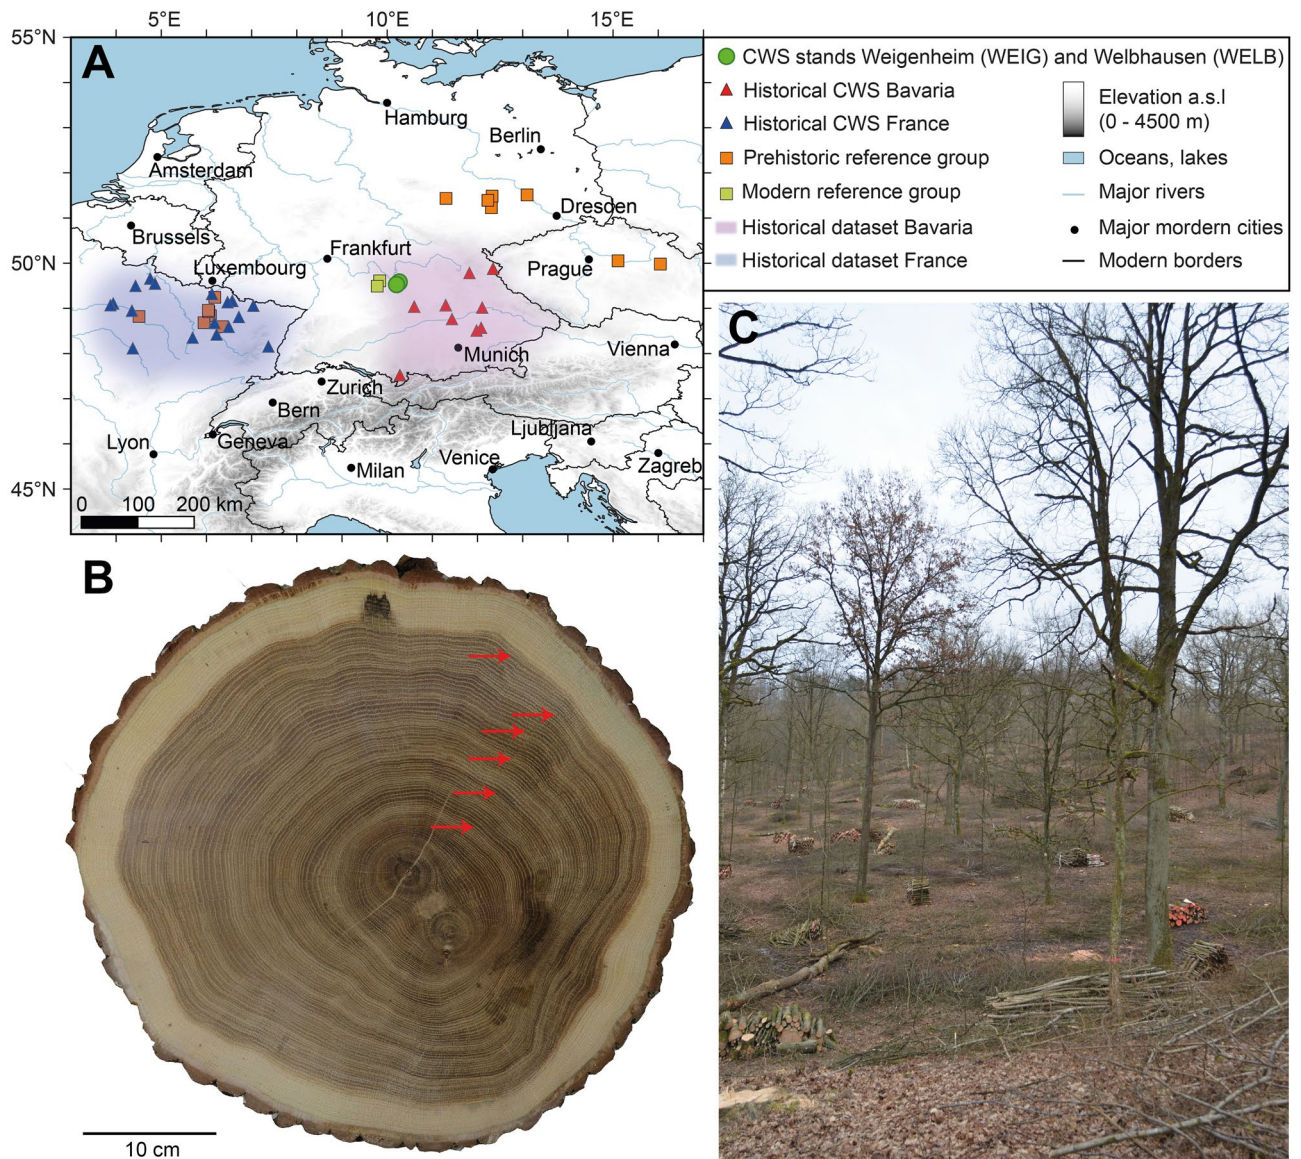 5°E
10°E
15°E
55°N
A
Hamburg
Berlin
Amsterdam
Dresden
Brussels
Frankfurt
50°N
Luxembourg
Prague
Munich
Vienna
Zurich
Bern
Ljubljana
Lyon
Geneva
Venice
Milan
Zagreb
45°N
0 100 200 km
CWS stands Weigenheim (WEIG) and Welbhausen (WELB)
Historical CWS Bavaria
Historical CWS France
Prehistoric reference group
Modern reference group
Historical dataset Bavaria
Historical dataset France
Elevation a.s.l
(0 - 4500 m)
Oceans, lakes
Major rivers
Major mordern cities
Modern borders
B
10 cm
C